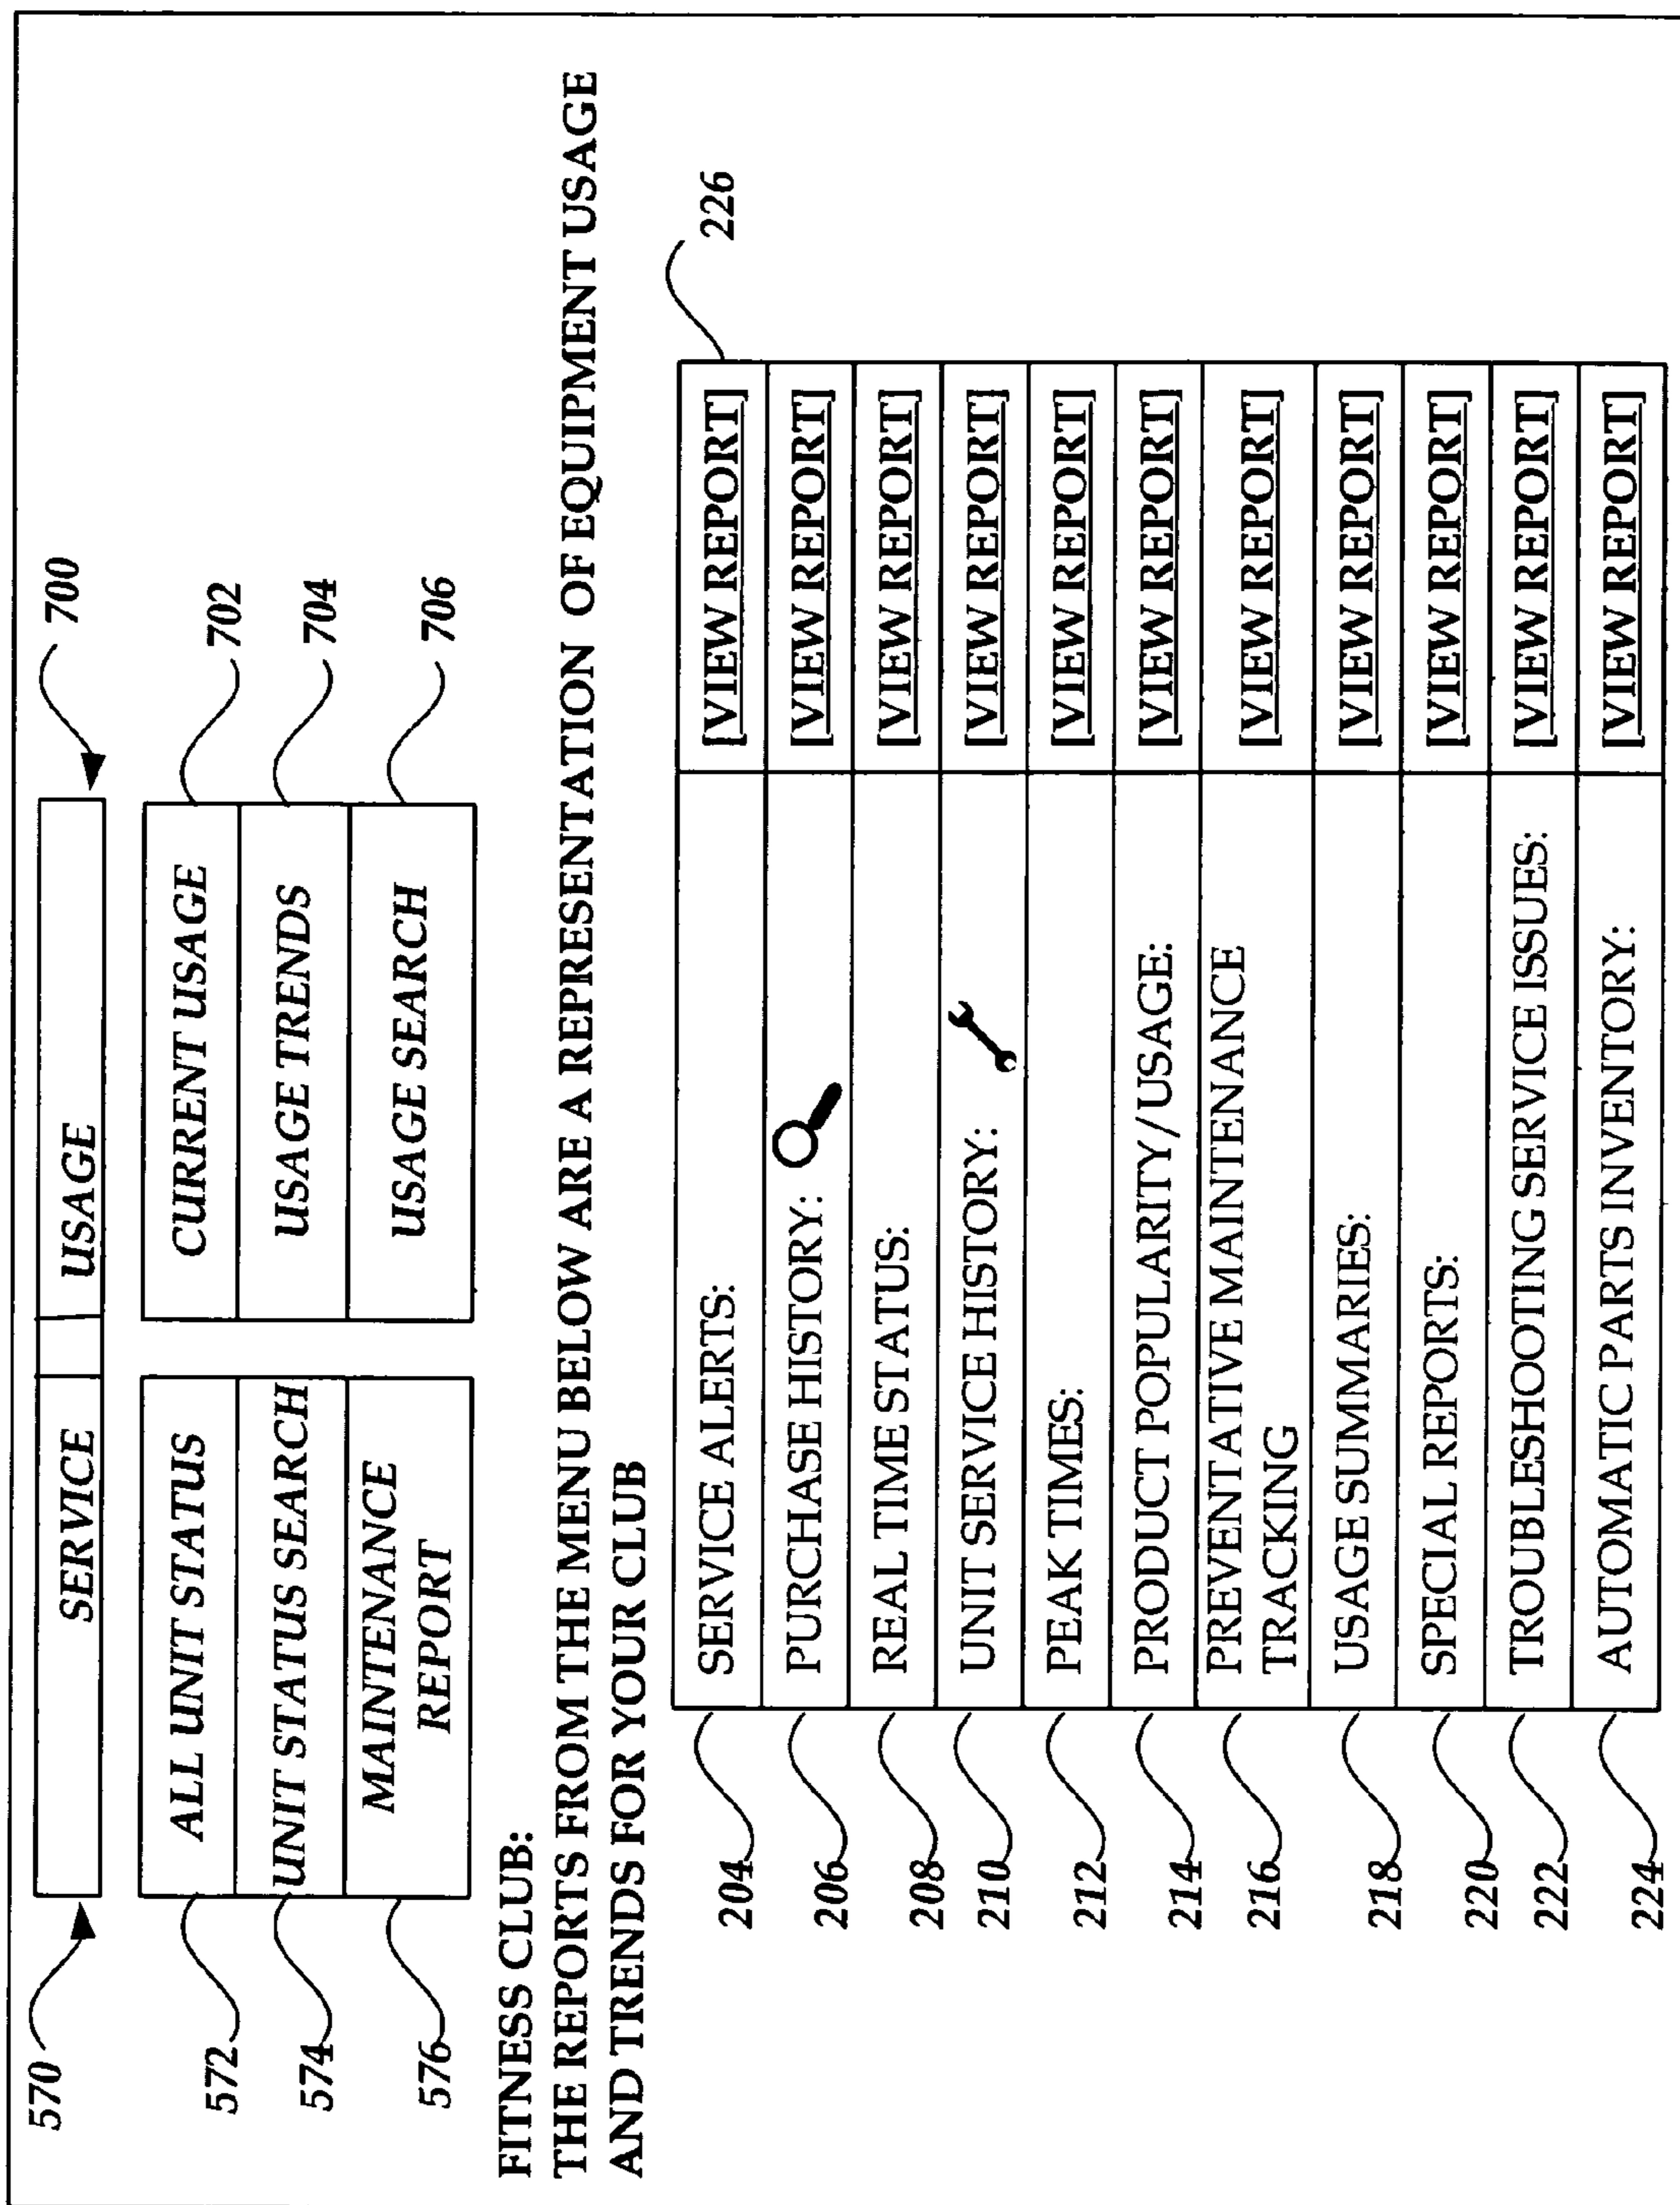 570 SERVICE USAGE 700
572 ALL UNIT STATUS CURRENT USAGE 702
574 UNIT STATUS SEARCH USAGE TRENDS 704
576 MAINTENANCE REPORT USAGE SEARCH 706
FITNESS CLUB:
THE REPORTS FROM THE MENU BELOW ARE A REPRESENTATION OF EQUIPMENT USAGE
AND TRENDS FOR YOUR CLUB
226
204 SERVICE ALERTS: [VIEW REPORT]
206 PURCHASE HISTORY: [VIEW REPORT]
208 REAL TIME STATUS: [VIEW REPORT]
210 UNIT SERVICE HISTORY: [VIEW REPORT]
212 PEAK TIMES: [VIEW REPORT]
214 PRODUCT POPULARITY/USAGE: [VIEW REPORT]
216 PREVENTATIVE MAINTENANCE TRACKING [VIEW REPORT]
218 USAGE SUMMARIES: [VIEW REPORT]
220 SPECIAL REPORTS: [VIEW REPORT]
222 TROUBLESHOOTING SERVICE ISSUES: [VIEW REPORT]
224 AUTOMATIC PARTS INVENTORY: [VIEW REPORT]